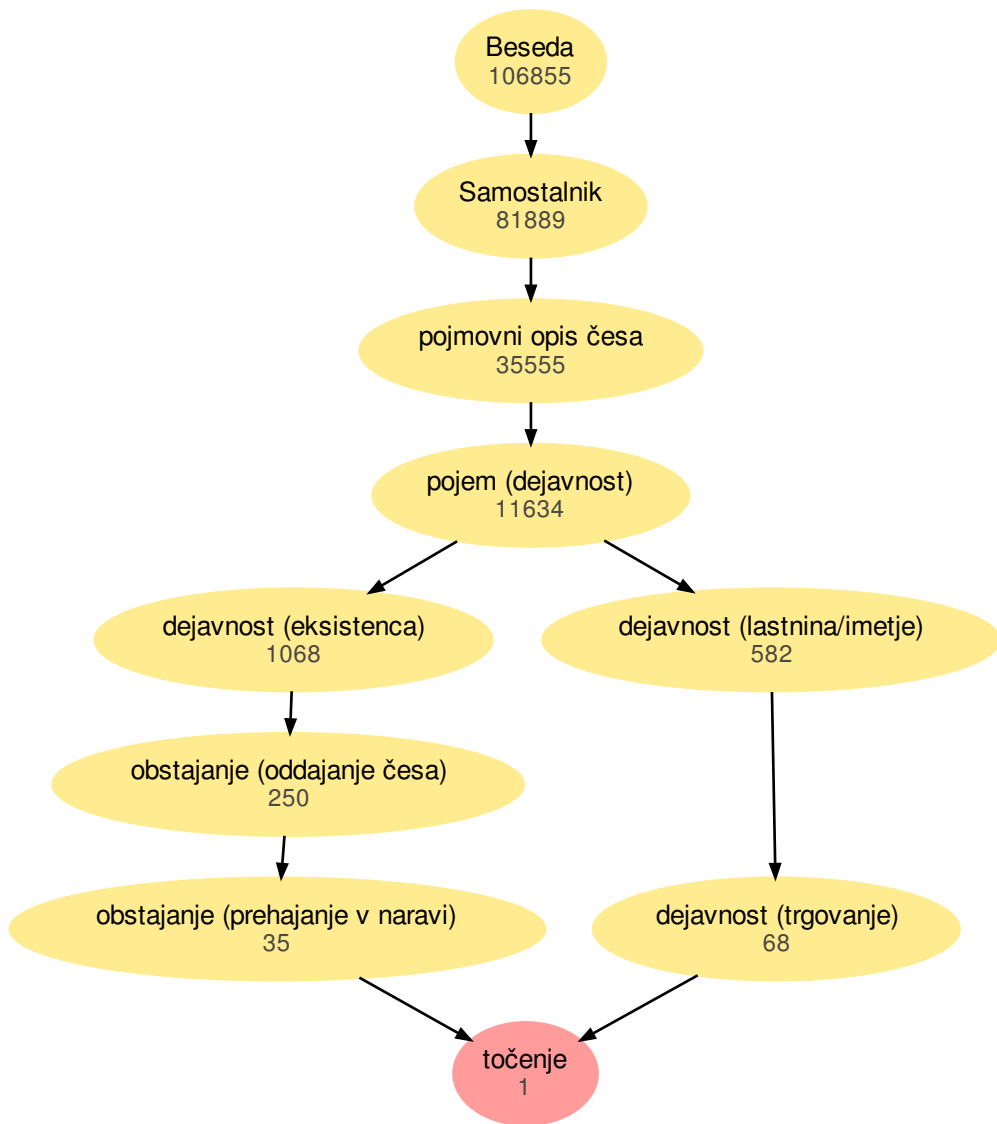 Beseda
106855
Samostalnik
81889
pojmovni opis česa
35555
pojem (dejavnost)
11634
dejavnost (eksistenca)
1068
dejavnost (lastnina/imetje)
582
obstajanje (oddajanje česa)
250
obstajanje (prehajanje v naravi)
35
dejavnost (trgovanje)
68
točenje
1